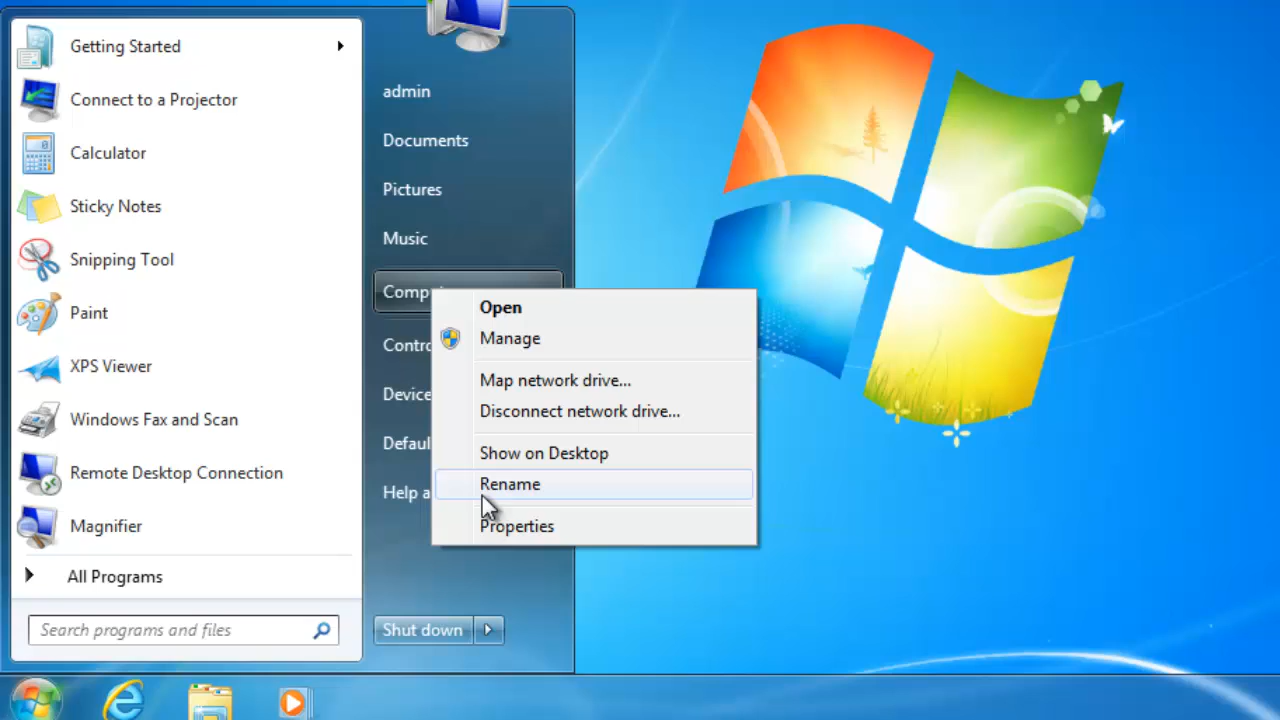 Getting Started
Connect to a Projector
Calculator
Sticky Notes
Snipping Tool
Paint
XPS Viewer
Windows Fax and Scan
Remote Desktop Connection
Magnifier
All Programs
Search programs and files
admin
Documents
Pictures
Music
Comp
Contro
Device
Defaul
Help a
Shut down
Open
Manage
Map network drive...
Disconnect network drive...
Show on Desktop
Rename
Properties